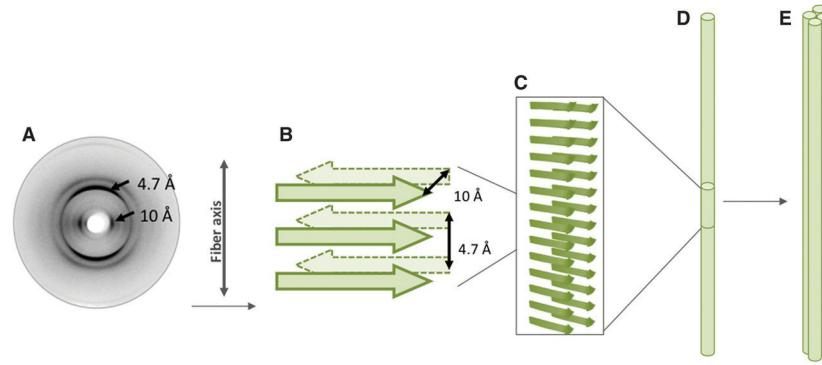 A
4.7 Å
10 Å
Fiber axis
B
10 Å
4.7 Å
C
D
E